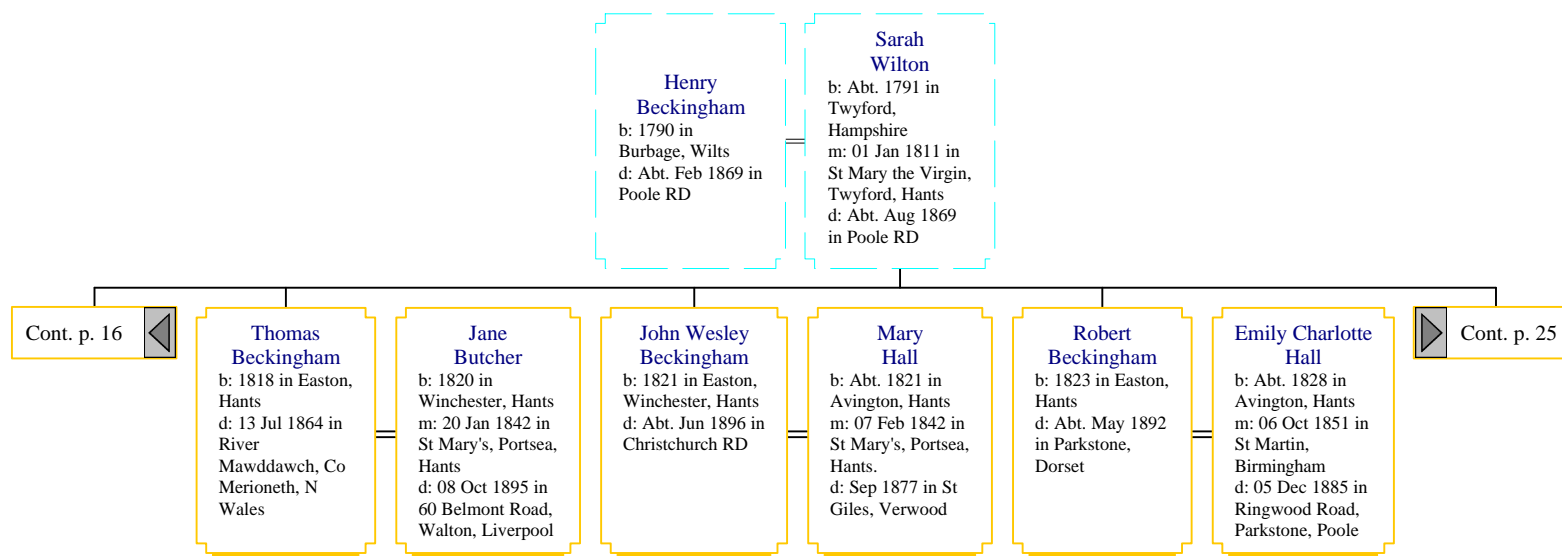 Henry
Beckingham
b: 1790 in
Burbage, Wilts
d: Abt. Feb 1869 in
Poole RD
Sarah
Wilton
b: Abt. 1791 in
Twyford,
Hampshire
m: 01 Jan 1811 in
St Mary the Virgin,
Twyford, Hants
d: Abt. Aug 1869
in Poole RD
Cont. p. 16
Thomas
Beckingham
b: 1818 in Easton,
Hants
d: 13 Jul 1864 in
River
Mawddawch, Co
Merioneth, N
Wales
Jane
Butcher
b: 1820 in
Winchester, Hants
m: 20 Jan 1842 in
St Mary's, Portsea,
Hants
d: 08 Oct 1895 in
60 Belmont Road,
Walton, Liverpool
John Wesley
Beckingham
b: 1821 in Easton,
Winchester, Hants
d: Abt. Jun 1896 in
Christchurch RD
Mary
Hall
b: Abt. 1821 in
Avington, Hants
m: 07 Feb 1842 in
St Mary's, Portsea,
Hants.
d: Sep 1877 in St
Giles, Verwood
Robert
Beckingham
b: 1823 in Easton,
Hants
d: Abt. May 1892
in Parkstone,
Dorset
Emily Charlotte
Hall
b: Abt. 1828 in
Avington, Hants
m: 06 Oct 1851 in
St Martin,
Birmingham
d: 05 Dec 1885 in
Ringwood Road,
Parkstone, Poole
Cont. p. 25